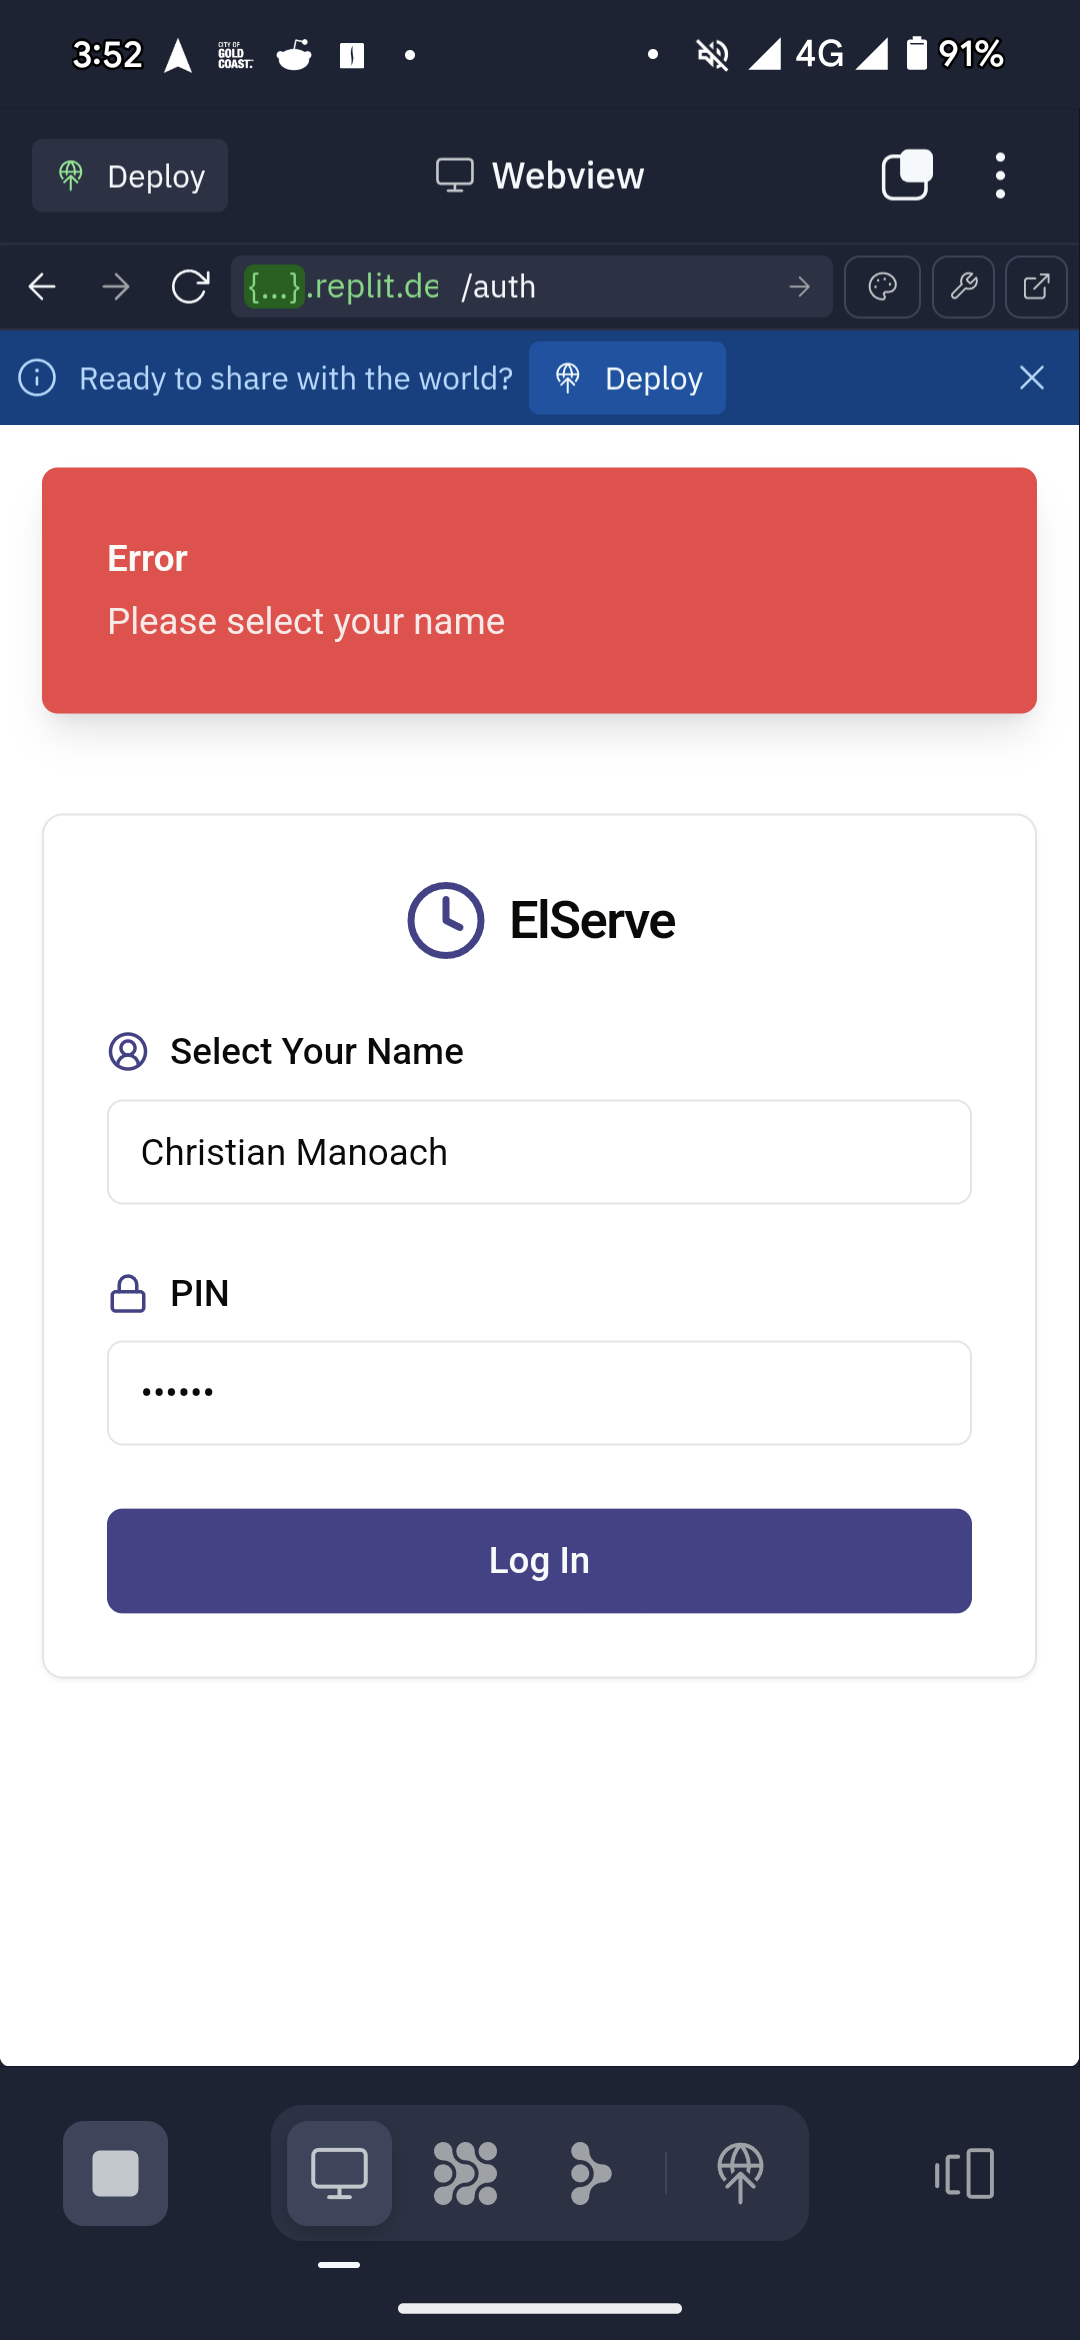 3:52
CITY OF
GOLD
COAST.
4G
91%
Deploy
Webview
{...}.replit.de /auth
Ready to share with the world?
Deploy
Error
Please select your name
ElServe
Select Your Name
Christian Manoach
PIN
••••••
Log In